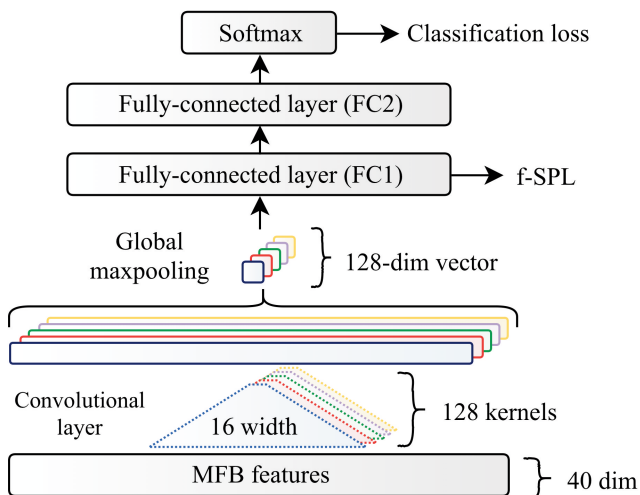 Softmax
Classification loss
Fully-connected layer (FC2)
Fully-connected layer (FC1)
f-SPL
Global
maxpooling
128-dim vector
Convolutional
layer
16 width
128 kernels
MFB features
40 dim